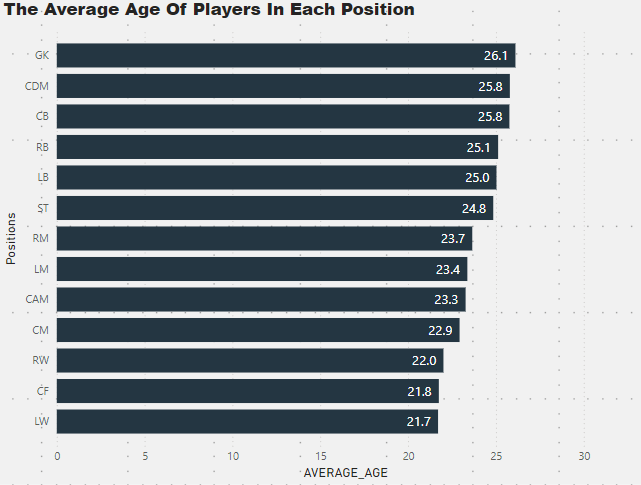 The Average Age Of Players In Each Position
Positions
GK 26.1
CDM 25.8
CB 25.8
RB 25.1
LB 25.0
ST 24.8
RM 23.7
LM 23.4
CAM 23.3
CM 22.9
RW 22.0
CF 21.8
LW 21.7
0 5 10 15 20 25 30
AVERAGE_AGE